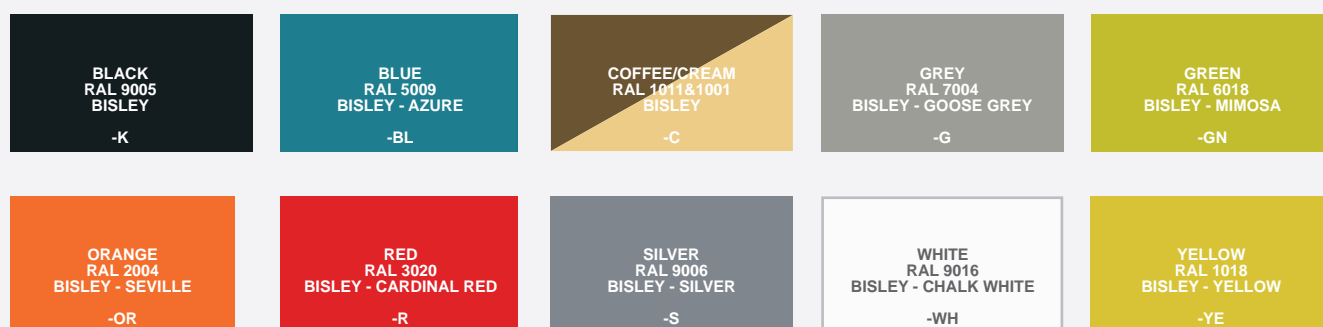 BLACK
RAL 9005
BISLEY
-K
BLUE
RAL 5009
BISLEY - AZURE
-BL
COFFEE/CREAM
RAL 1011&1001
BISLEY
-C
GREY
RAL 7004
BISLEY - GOOSE GREY
-G
GREEN
RAL 6018
BISLEY - MIMOSA
-GN
ORANGE
RAL 2004
BISLEY - SEVILLE
-OR
RED
RAL 3020
BISLEY - CARDINAL RED
-R
SILVER
RAL 9006
BISLEY - SILVER
-S
WHITE
RAL 9016
BISLEY - CHALK WHITE
-WH
YELLOW
RAL 1018
BISLEY - YELLOW
-YE